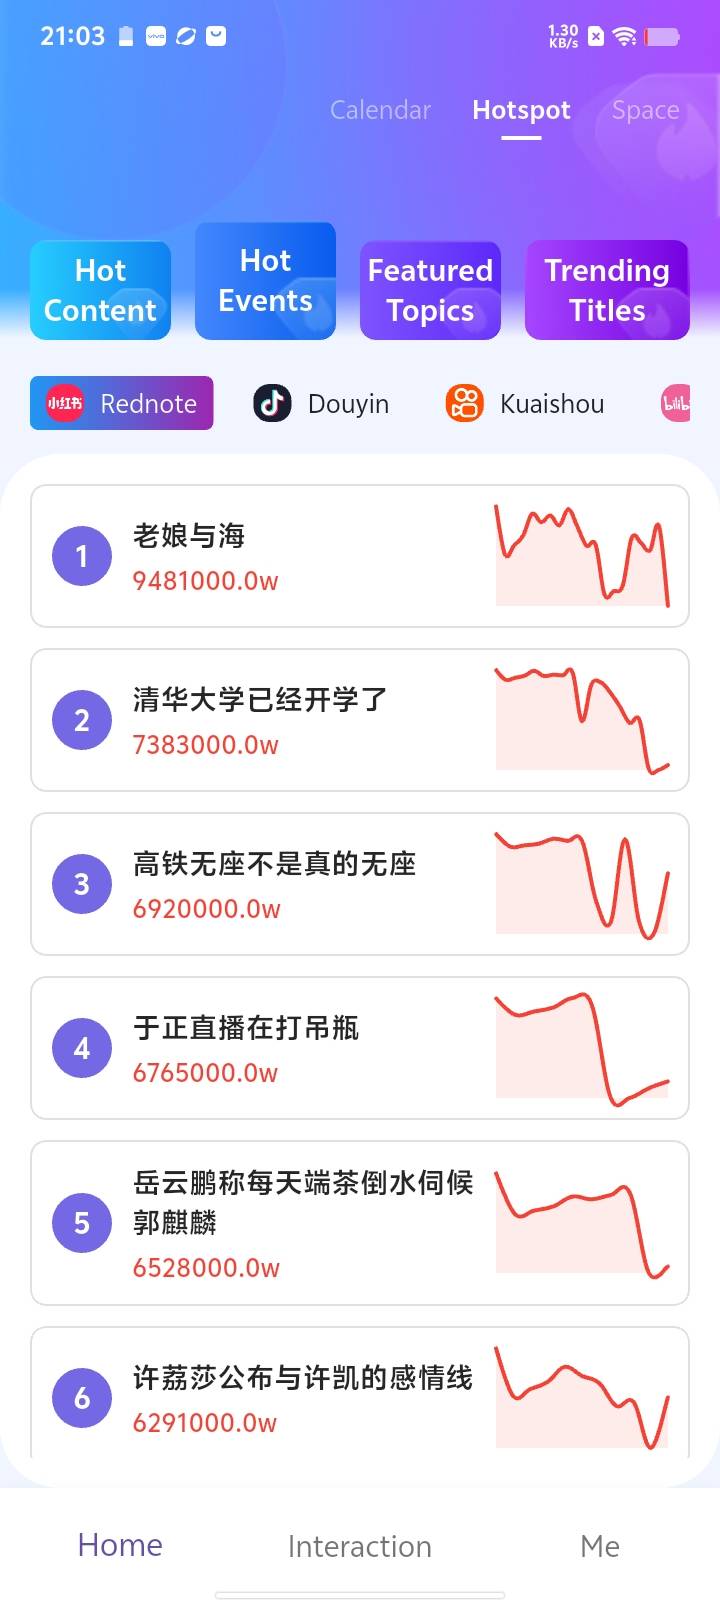 21:03
vivo
1.30
KB/s
Calendar
Hotspot
Space
Hot
Content
Hot
Events
Featured
Topics
Trending
Titles
小红书
Rednote
Douyin
Kuaishou
1
老娘与海
9481000.0w
2
清华大学已经开学了
7383000.0w
3
高铁无座不是真的无座
6920000.0w
4
于正直播在打吊瓶
6765000.0w
5
岳云鹏称每天端茶倒水伺候
郭麒麟
6528000.0w
6
许荔莎公布与许凯的感情线
6291000.0w
Home
Interaction
Me